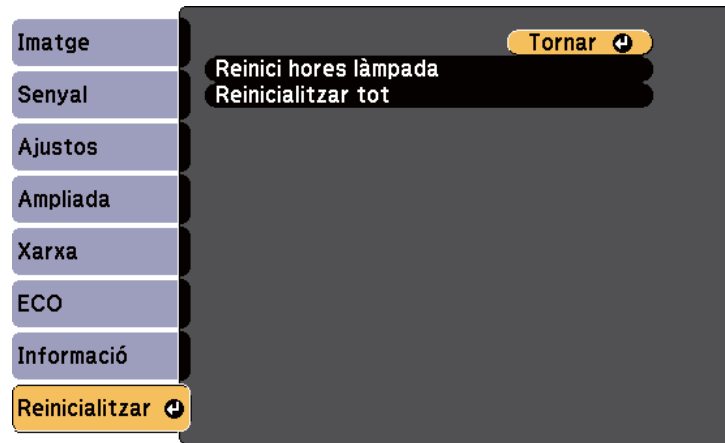 Imatge
Senyal
Ajustos
Ampliada
Xarxa
ECO
Informació
Reinicialitzar
Tornar
Reinici hores làmpada
Reinicialitzar tot